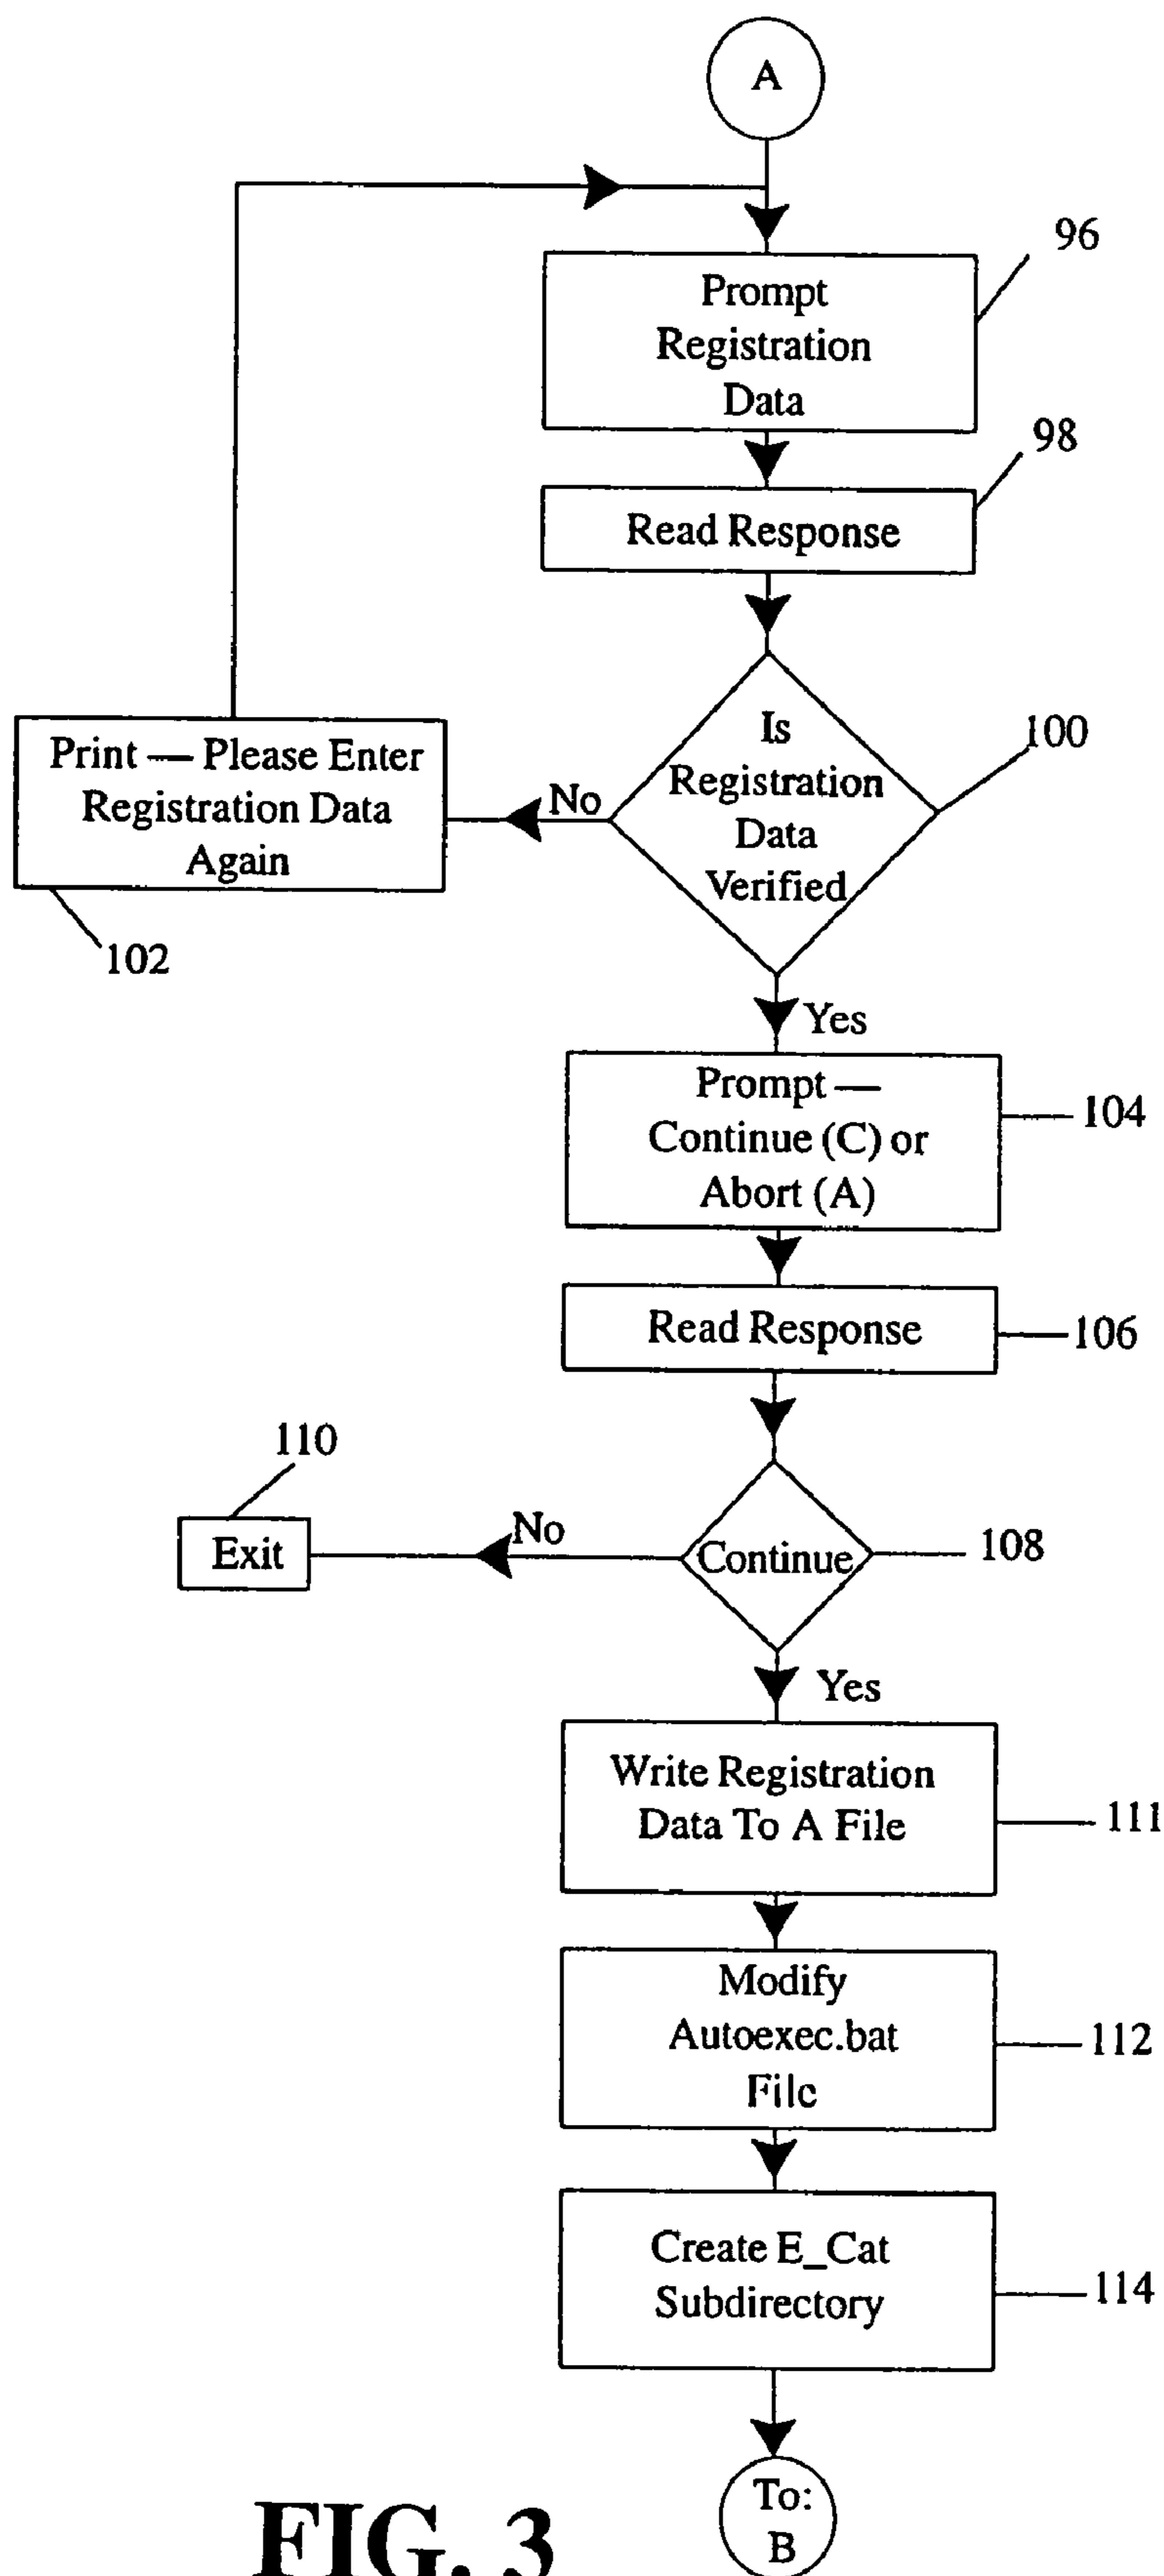 A
96
Prompt
Registration
Data
98
Read Response
Is
Registration
Data
Verified
100
No
Print — Please Enter
Registration Data
Again
102
Yes
Prompt —
Continue (C) or
Abort (A)
104
Read Response
106
110
Exit
No
Continue
108
Yes
Write Registration
Data To A File
111
Modify
Autoexec.bat
File
112
Create E_Cat
Subdirectory
114
To:
B
FIG. 3